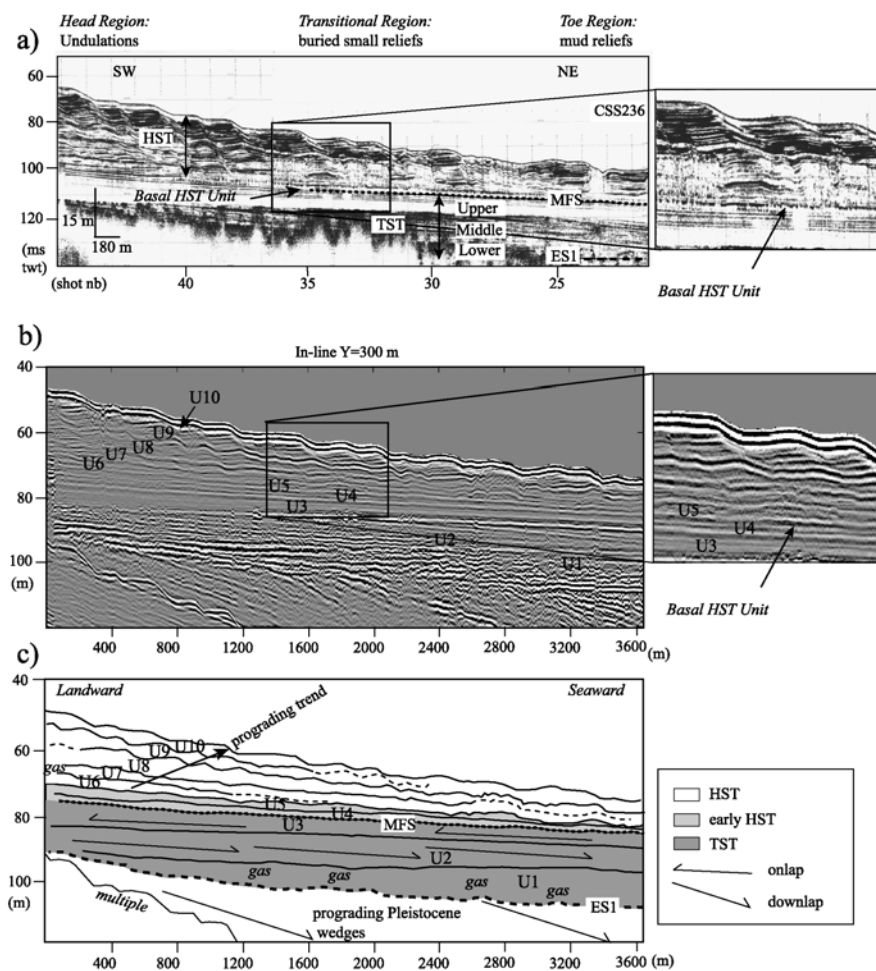 Head Region:
Undulations
Transitional Region:
buried small reliefs
Toe Region:
mud reliefs
a)
SW
NE
60
CSS236
80
HST
100
Basal HST Unit
MFS
15 m
Upper
120
TST
Middle
180 m
Lower
(ms
twt)
ES1
(shot nb)
40
35
30
25
Basal HST Unit
b)
In-line Y=300 m
40
U10
60
U9
U8
U7
U6
U5
U4
80
U3
U2
100
U1
(m)
400
800
1200
1600
2000
2400
2800
3200
3600
(m)
U5
U4
U3
Basal HST Unit
c)
40
Landward
Seaward
prograding trend
U10
U9
60
U8
gas
U7
U6
U5
U4
80
U3
MFS
U2
gas
gas
gas
gas
U1
100
ES1
multiple
prograding Pleistocene
wedges
(m)
400
800
1200
1600
2000
2400
2800
3200
3600
(m)
HST
early HST
TST
onlap
downlap